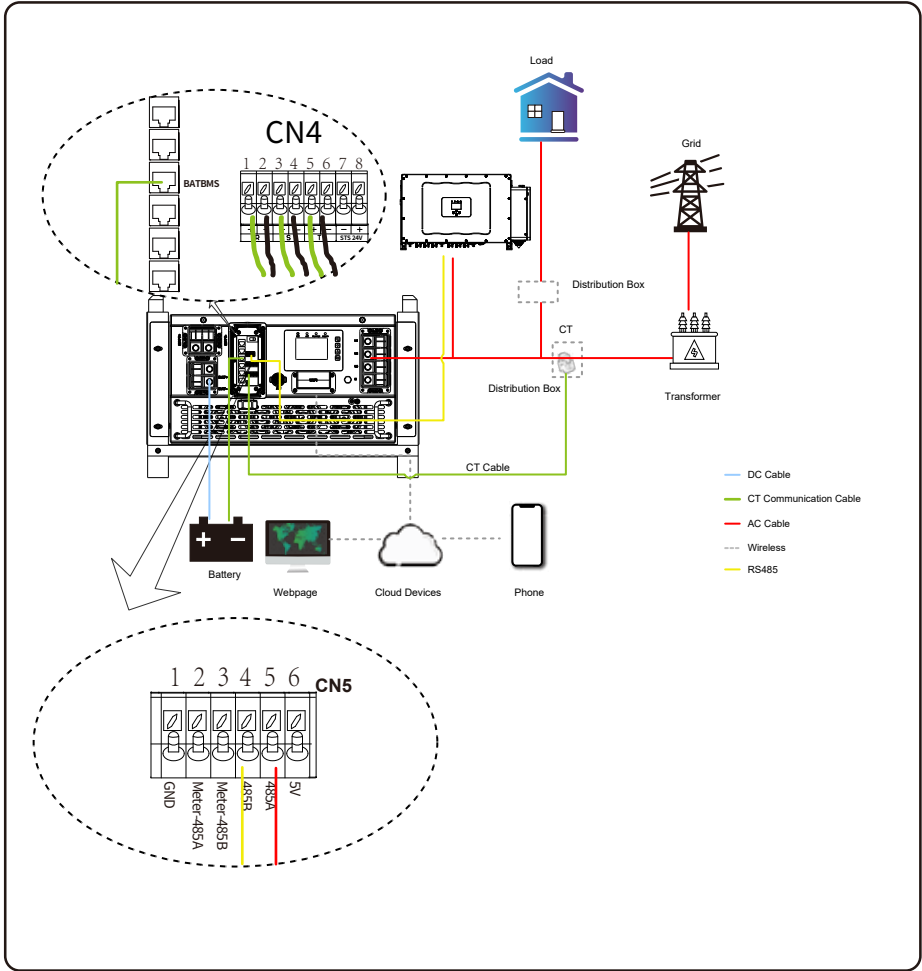 Load
CN4
Grid
1 2 3 4 5 6 7 8
BATBMS
+ − + − + − − +
R S T STS 24V
Distribution Box
CT
Distribution Box
Transformer
CT Cable
DC Cable
CT Communication Cable
AC Cable
Wireless
RS485
+ −
Battery
Webpage
Cloud Devices
Phone
1 2 3 4 5 6
CN5
GND
Meter-485A
Meter-485B
485B
485A
5V